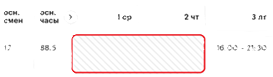 осн. смен
осн. часы
1 ср
2 чт
3 пт
17
88.5
16:00 - 21:30